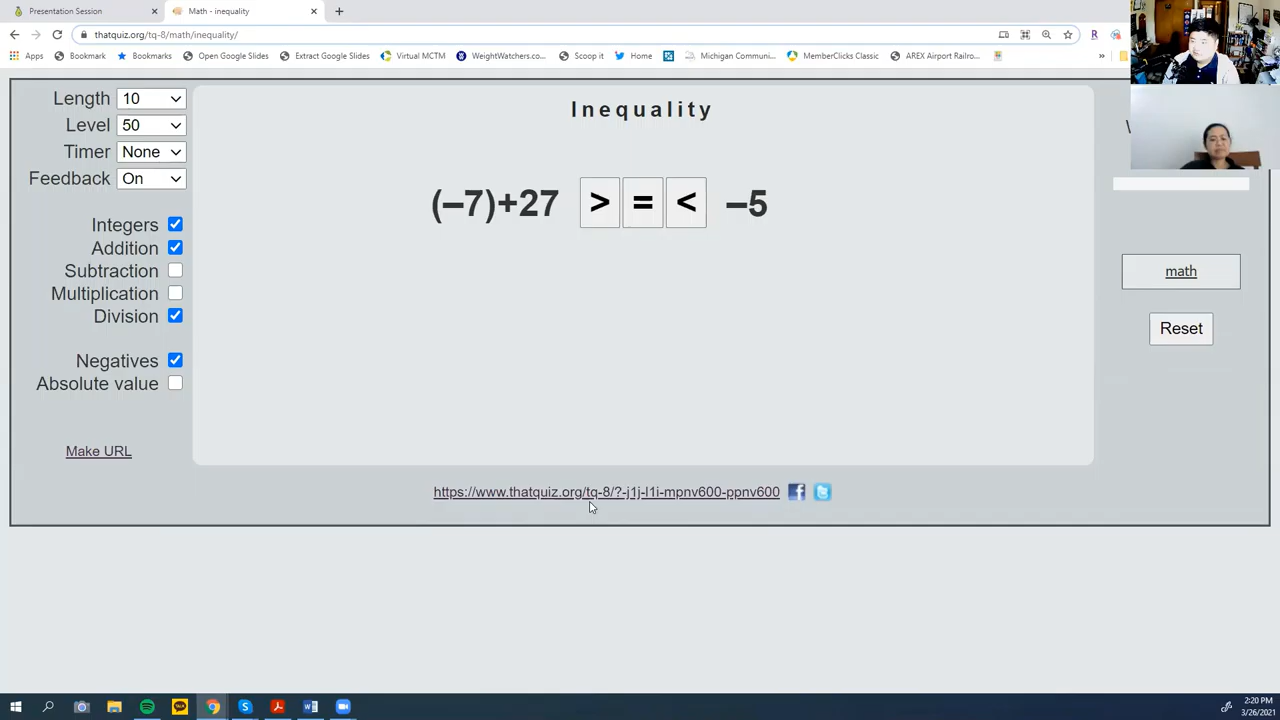 Presentation Session
Math - inequality
thatquiz.org/tq-8/math/inequality/
Apps
Bookmark
Bookmarks
Open Google Slides
Extract Google Slides
Virtual MCTM
WeightWatchers.com...
Scoop it
Home
Michigan Communi...
MemberClicks Classic
AREX Airport Railro...
»
Length 10
Level 50
Timer None
Feedback On
Integers
Addition
Subtraction
Multiplication
Division
Negatives
Absolute value
Make URL
Inequality
(–7)+27 > = < –5
https://www.thatquiz.org/tq-8/?-j1j-l1i-mpnv600-ppnv600
math
Reset
2:20 PM
3/26/2021